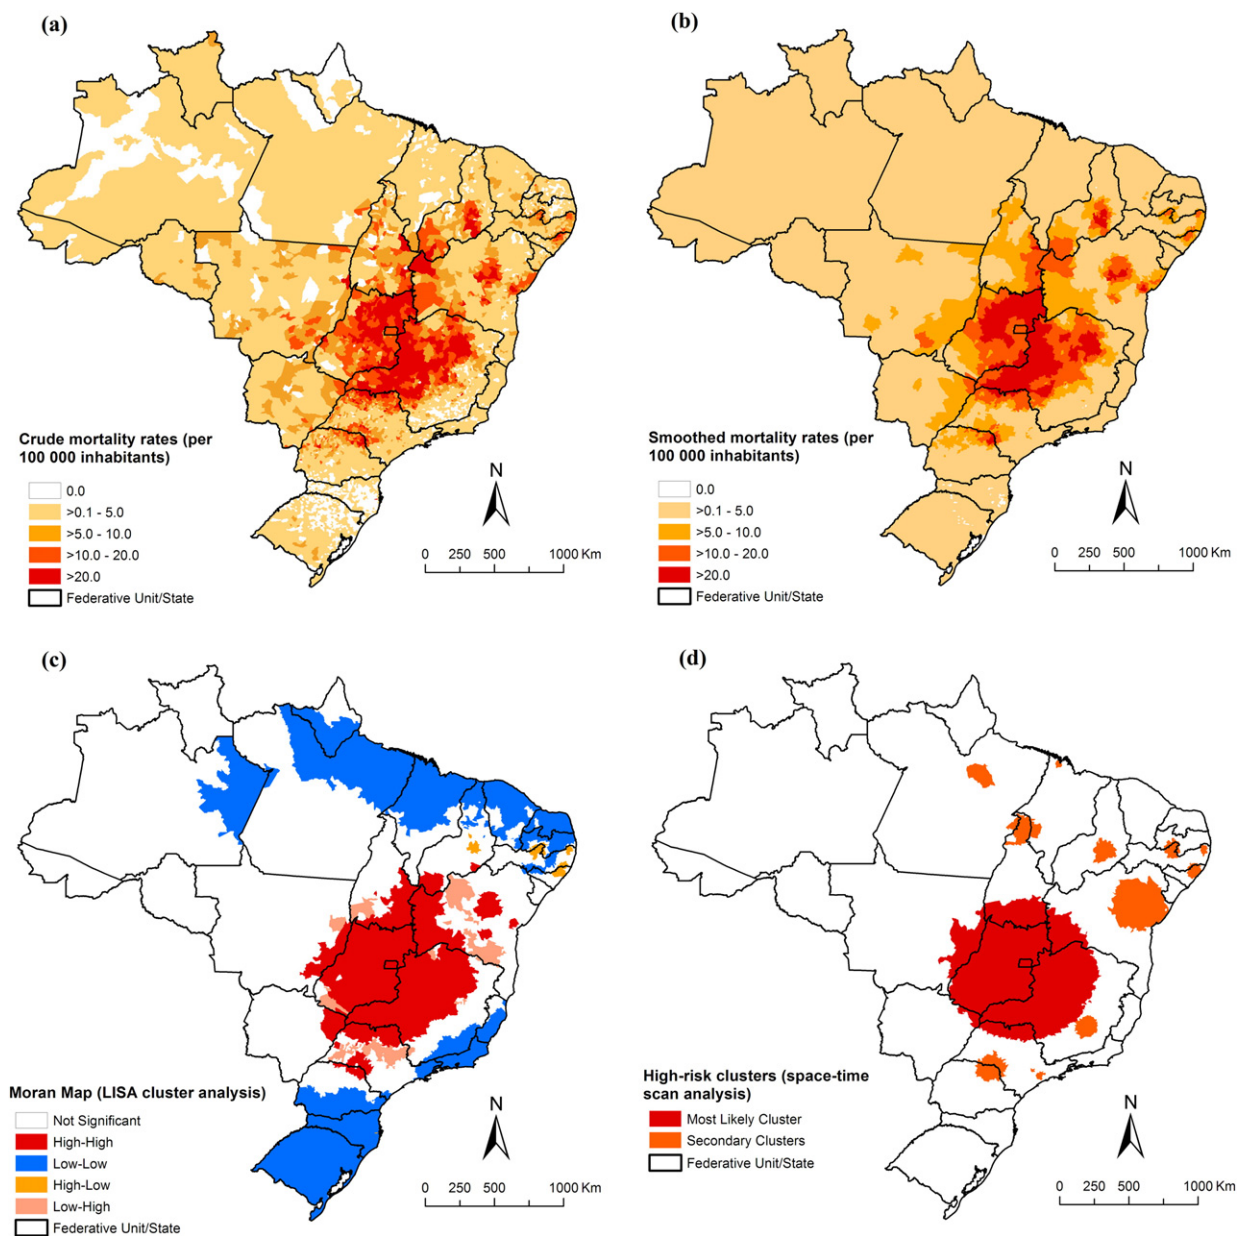 (a)
Crude mortality rates (per
100 000 inhabitants)
0.0
>0.1 - 5.0
>5.0 - 10.0
>10.0 - 20.0
>20.0
Federative Unit/State
N
0 250 500 1000 Km
(b)
Smoothed mortality rates (per
100 000 inhabitants)
0.0
>0.1 - 5.0
>5.0 - 10.0
>10.0 - 20.0
>20.0
Federative Unit/State
N
0 250 500 1000 Km
(c)
Moran Map (LISA cluster analysis)
Not Significant
High-High
Low-Low
High-Low
Low-High
Federative Unit/State
N
0 250 500 1000 Km
(d)
High-risk clusters (space-time
scan analysis)
Most Likely Cluster
Secondary Clusters
Federative Unit/State
N
0 250 500 1000 Km